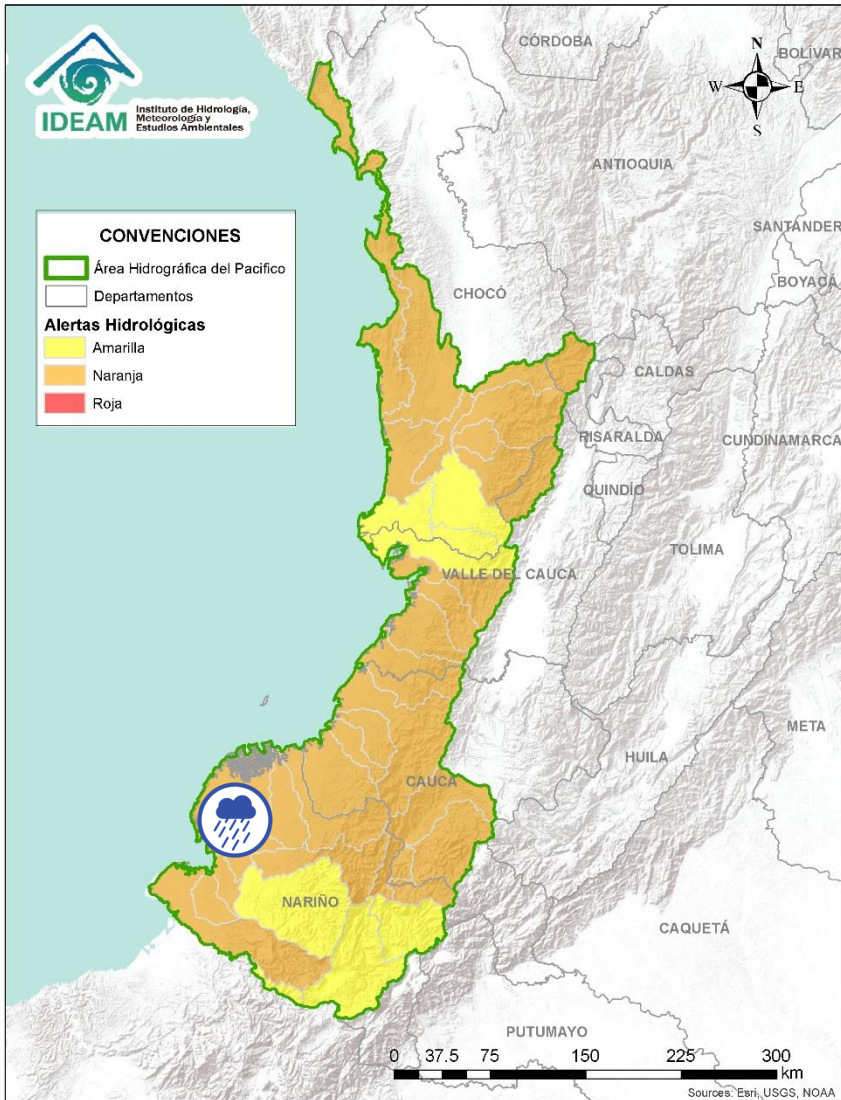 IDEAM
Instituto de Hidrología,
Meteorología y
Estudios Ambientales
CONVENCIONES
Área Hidrográfica del Pacifico
Departamentos
Alertas Hidrológicas
Amarilla
Naranja
Roja
N
W
E
S
CÓRDOBA
BOLÍVAR
ANTIOQUIA
SANTANDER
BOYACÁ
CHOCÓ
CALDAS
RISARALDA
CUNDINAMARCA
QUINDÍO
TOLIMA
VALLE DEL CAUCA
META
HUILA
CAUCA
NARIÑO
CAQUETÁ
PUTUMAYO
0 37.5 75 150 225 300
km
Sources: Esri, USGS, NOAA